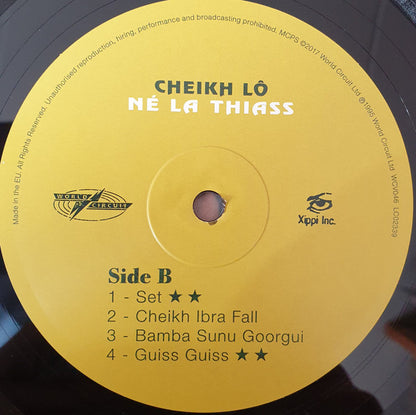 Made in the EU. All Rights Reserved. Unauthorised reproduction, hiring, performance and broadcasting prohibited. MCPS ©2017 World Circuit Ltd ℗1995 World Circuit Ltd WCV046 LC02339
CHEIKH LÔ
NÉ LA THIASS
WORLD
CIRCUIT
Xippi Inc.
Side B
1 - Set ★ ★
2 - Cheikh Ibra Fall
3 - Bamba Sunu Goorgui
4 - Guiss Guiss ★ ★